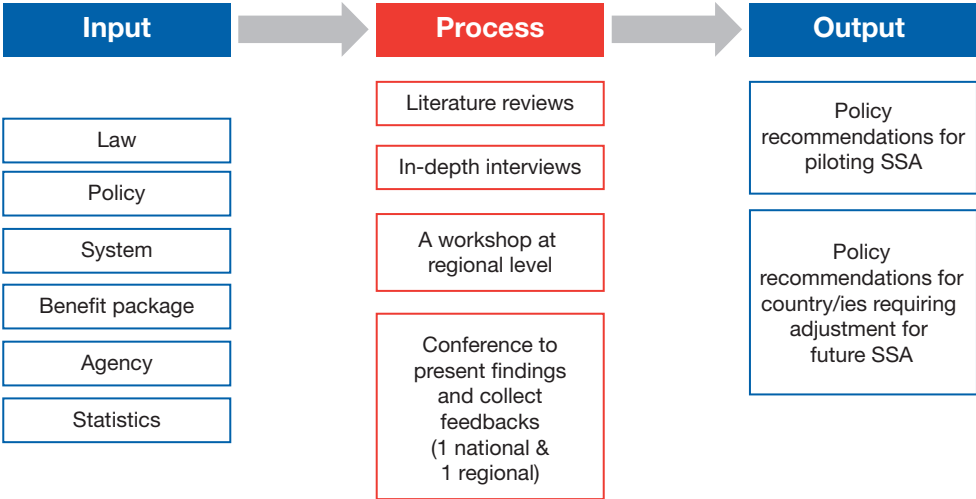 Input
Process
Output
Law
Policy
System
Benefit package
Agency
Statistics
Literature reviews
In-depth interviews
A workshop at
regional level
Conference to
present findings
and collect
feedbacks
(1 national &
1 regional)
Policy
recommendations for
piloting SSA
Policy
recommendations for
country/ies requiring
adjustment for
future SSA